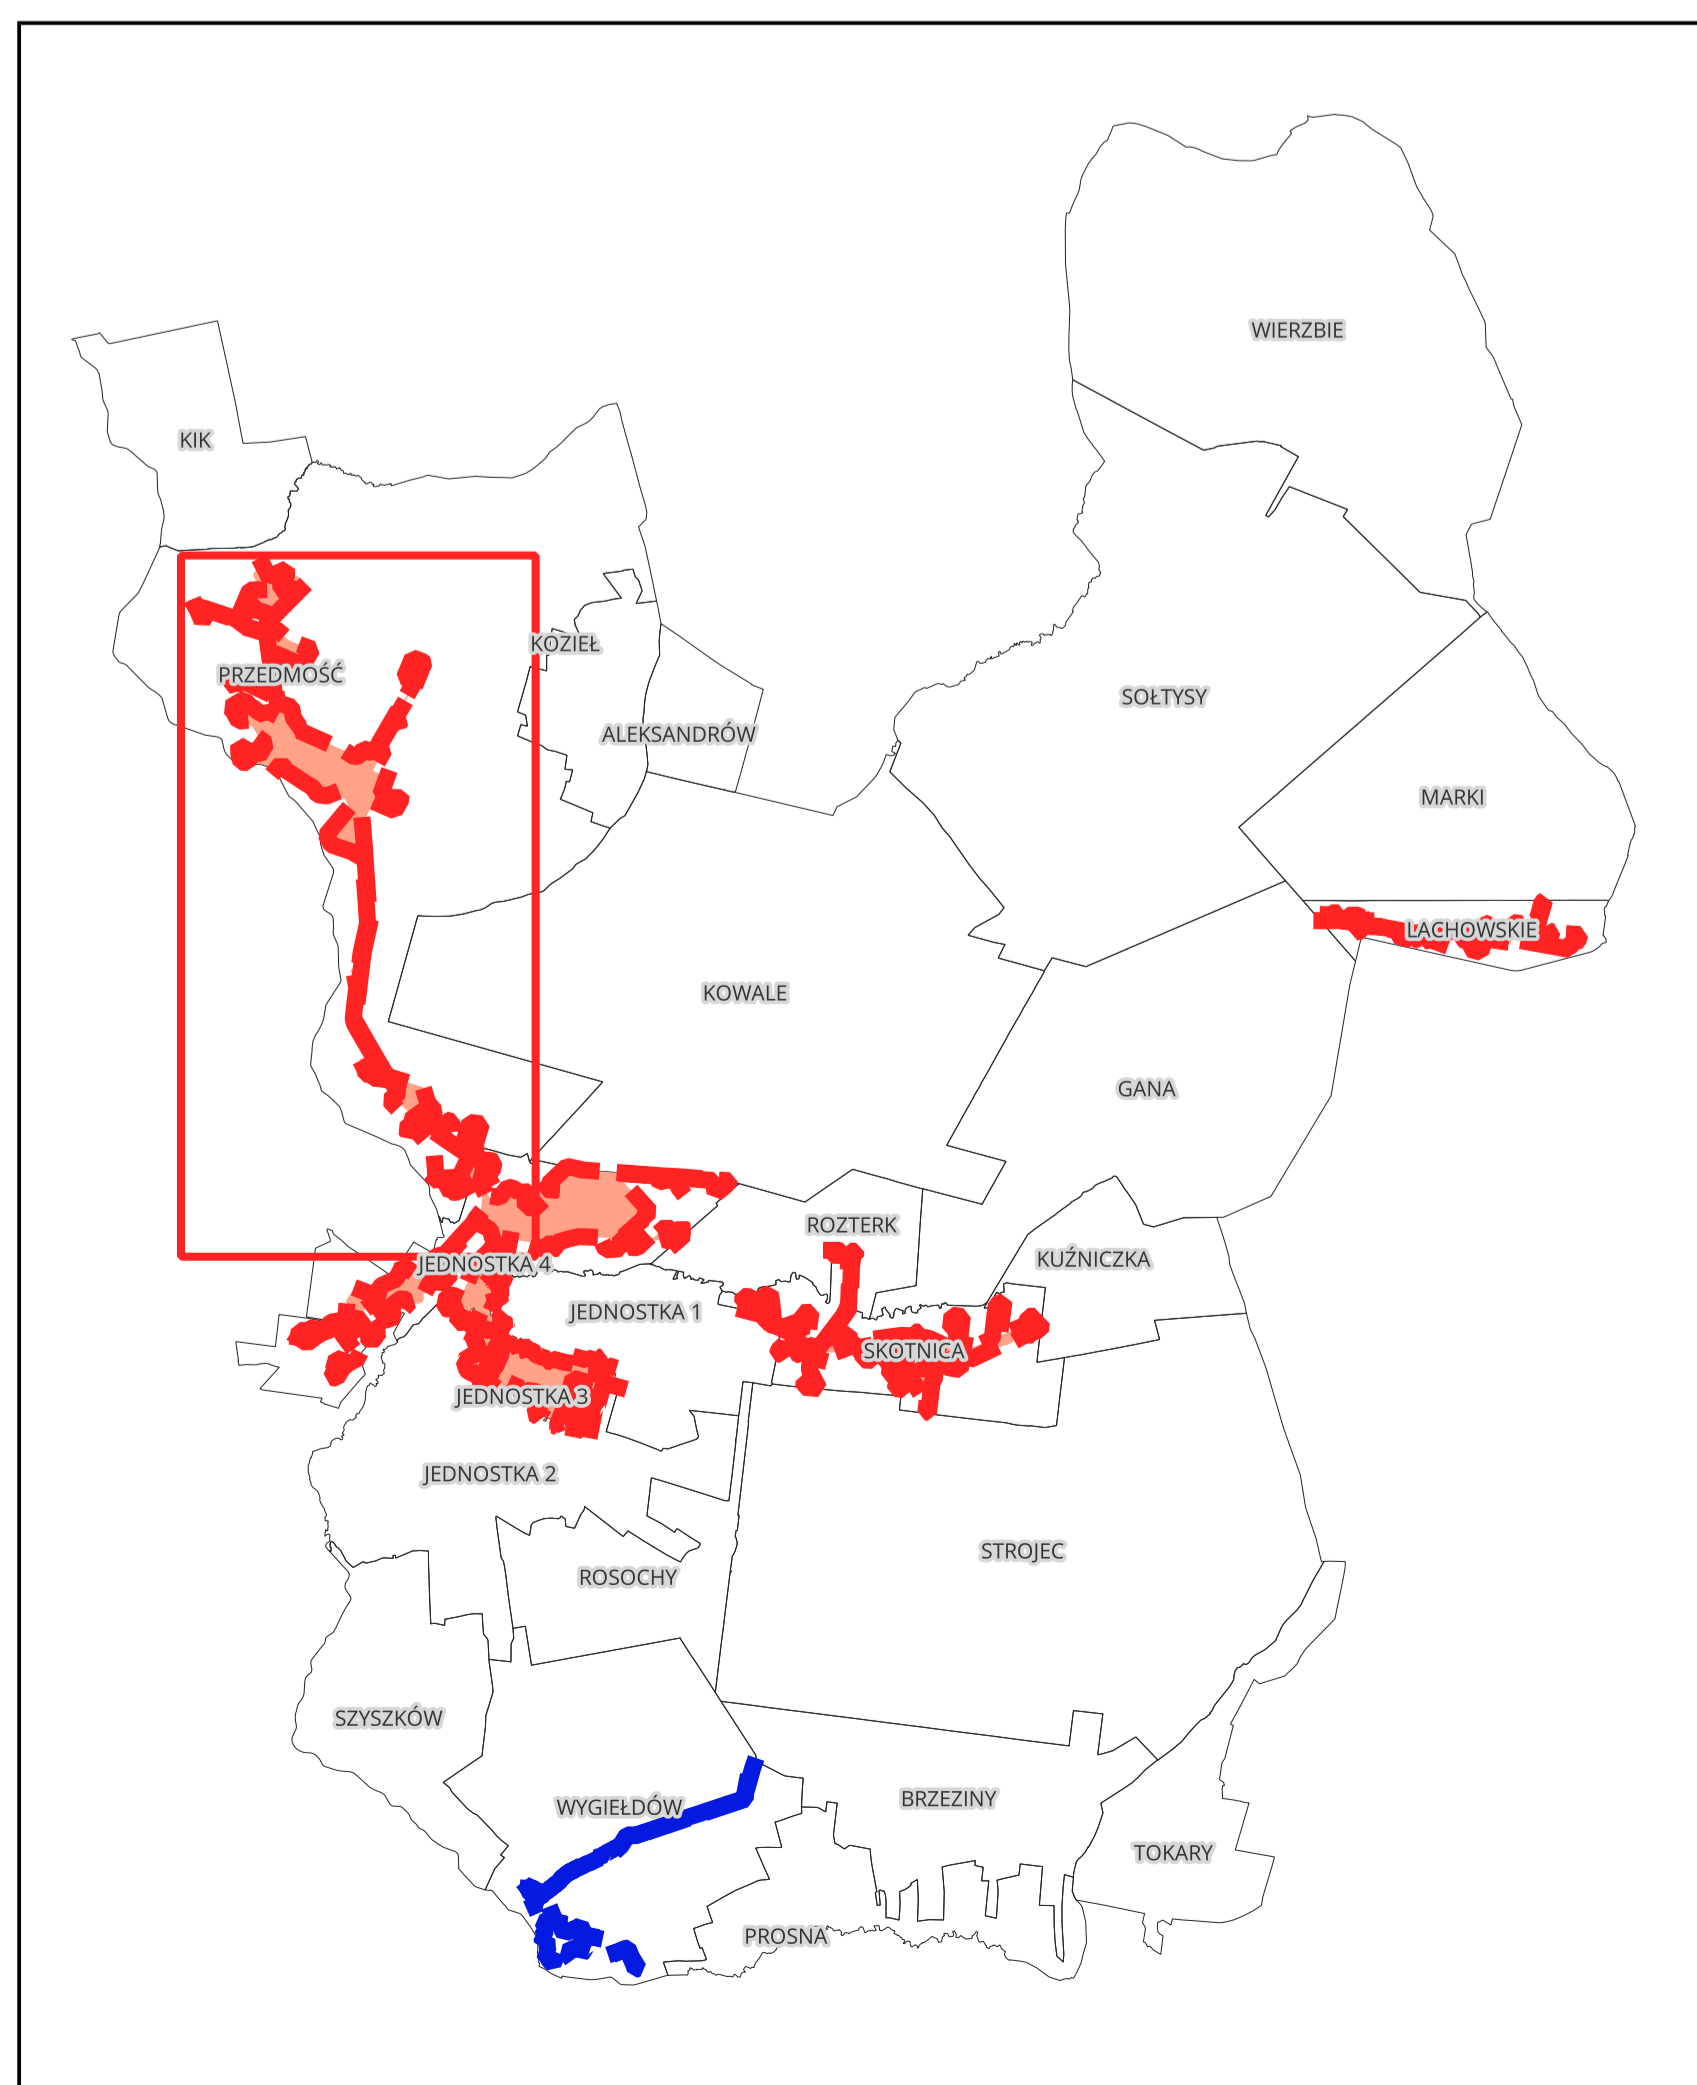 WIERZBIE
KIK
KOZIEŁ
PRZEDMOŚĆ
SOŁTYSY
ALEKSANDRÓW
MARKI
LACHOWSKIE
KOWALE
GANA
ROZTERK
KUŹNICZKA
JEDNOSTKA 4
JEDNOSTKA 1
SKOTNICA
JEDNOSTKA 3
JEDNOSTKA 2
STROJEC
ROSOCHY
SZYSZKÓW
BRZEZINY
WYGIEŁDÓW
TOKARY
PROSNA